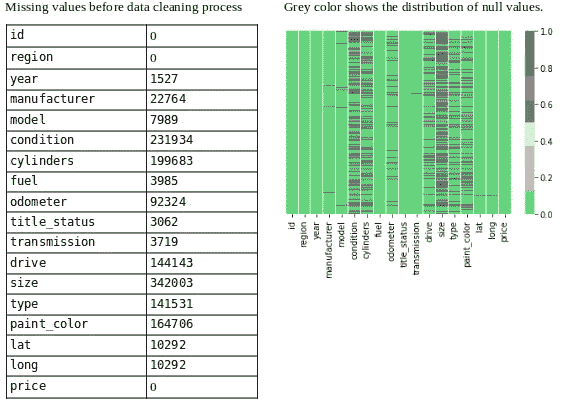 Missing values before data cleaning process
id 0
region 0
year 1527
manufacturer 22764
model 7989
condition 231934
cylinders 199683
fuel 3985
odometer 92324
title_status 3062
transmission 3719
drive 144143
size 342003
type 141531
paint_color 164706
lat 10292
long 10292
price 0
Grey color shows the distribution of null values.
1.0
0.8
0.6
0.4
0.2
0.0
id
region
year
manufacturer
model
condition
cylinders
fuel
odometer
title_status
transmission
drive
size
type
paint_color
lat
long
price